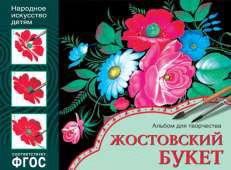 Народное
искусство
детям
Альбом для творчества
ЖОСТОВСКИЙ
БУКЕТ
СООТВЕТСТВУЕТ
ФГОС